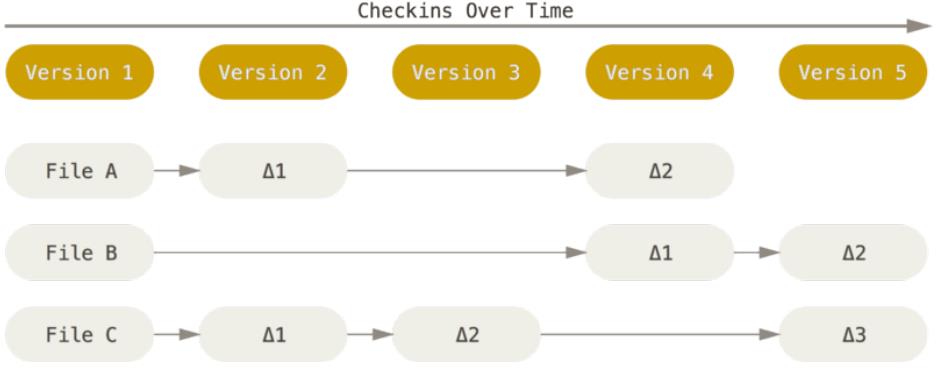 Checkins Over Time
Version 1 Version 2 Version 3 Version 4 Version 5
File A Δ1 Δ2
File B Δ1 Δ2
File C Δ1 Δ2 Δ3